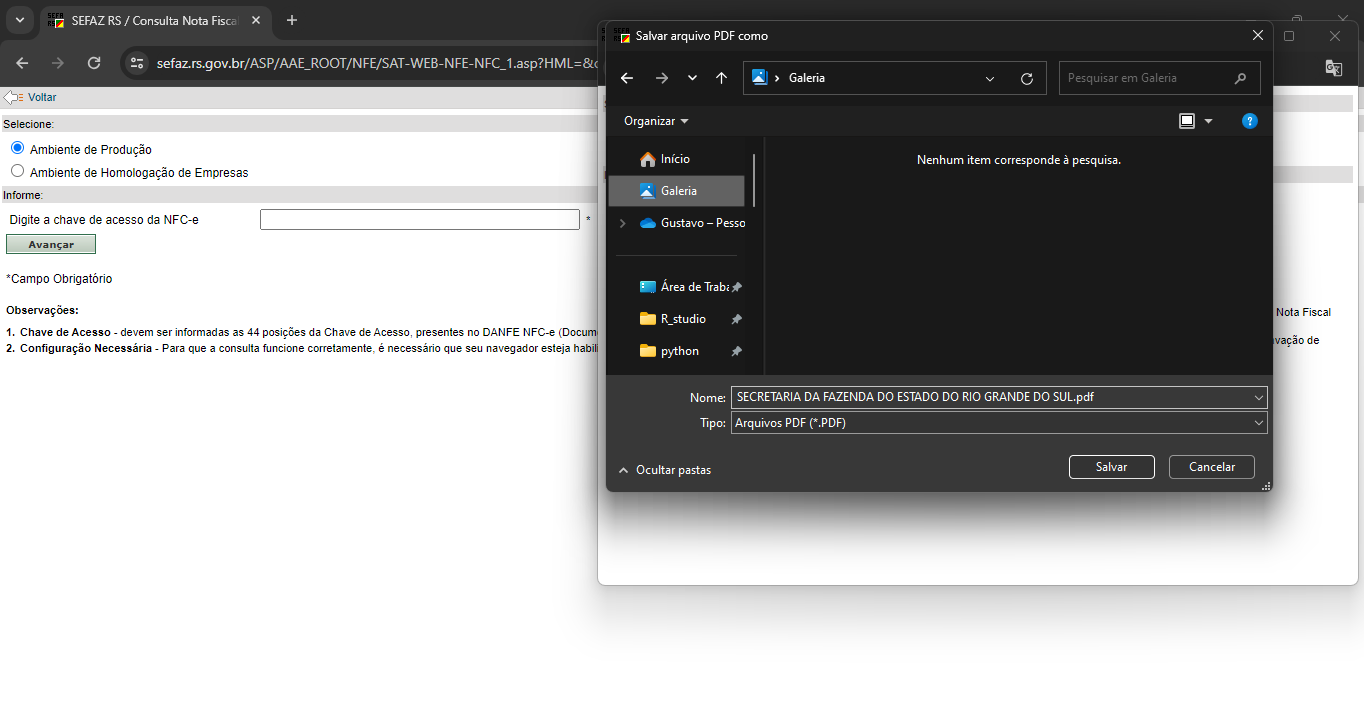 SEFAZ RS / Consulta Nota Fisca
sefaz.rs.gov.br/ASP/AAE_ROOT/NFE/SAT-WEB-NFE-NFC_1.asp?HML=&
Voltar
Selecione:
Ambiente de Produção
Ambiente de Homologação de Empresas
Informe:
Digite a chave de acesso da NFC-e
*
Avançar
*Campo Obrigatório
Observações:
1. Chave de Acesso - devem ser informadas as 44 posições da Chave de Acesso, presentes no DANFE NFC-e (Docum
2. Configuração Necessária - Para que a consulta funcione corretamente, é necessário que seu navegador esteja habili
Nota Fiscal
vação de
Salvar arquivo PDF como
Galeria
Pesquisar em Galeria
Organizar
Início
Galeria
Gustavo – Pesso
Área de Traba
R_studio
python
Nenhum item corresponde à pesquisa.
Nome: SECRETARIA DA FAZENDA DO ESTADO DO RIO GRANDE DO SUL.pdf
Tipo: Arquivos PDF (*.PDF)
Ocultar pastas
Salvar
Cancelar